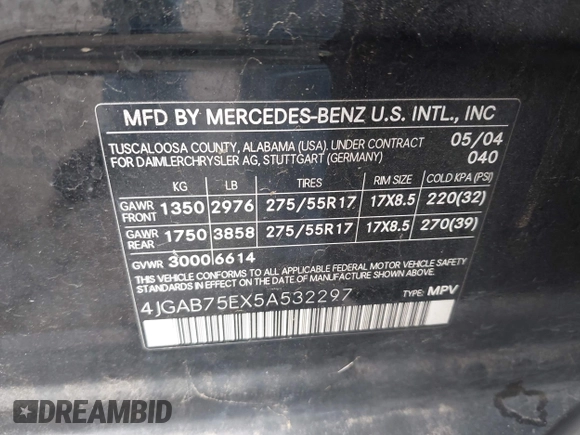 MFD BY MERCEDES-BENZ U.S. INTL., INC
TUSCALOOSA COUNTY, ALABAMA (USA). UNDER CONTRACT 05/04
FOR DAIMLERCHRYSLER AG, STUTTGART (GERMANY) 040
KG LB TIRES RIM SIZE COLD KPA (PSI)
GAWR FRONT 1350 2976 275/55R17 17X8.5 220(32)
GAWR REAR 1750 3858 275/55R17 17X8.5 270(39)
GVWR 3000 6614
THIS VEHICLE CONFORMS TO ALL APPLICABLE FEDERAL MOTOR VEHICLE SAFETY
STANDARDS IN EFFECT ON THE DATE OF MANUFACTURE SHOWN ABOVE.
4JGAB75EX5A532297 TYPE: MPV
DREAMBID